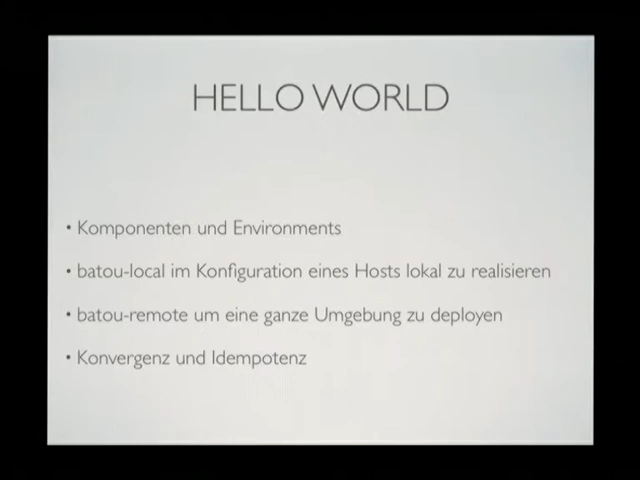 HELLO WORLD
• Komponenten und Environments
• batou-local im Konfiguration eines Hosts lokal zu realisieren
• batou-remote um eine ganze Umgebung zu deployen
• Konvergenz und Idempotenz